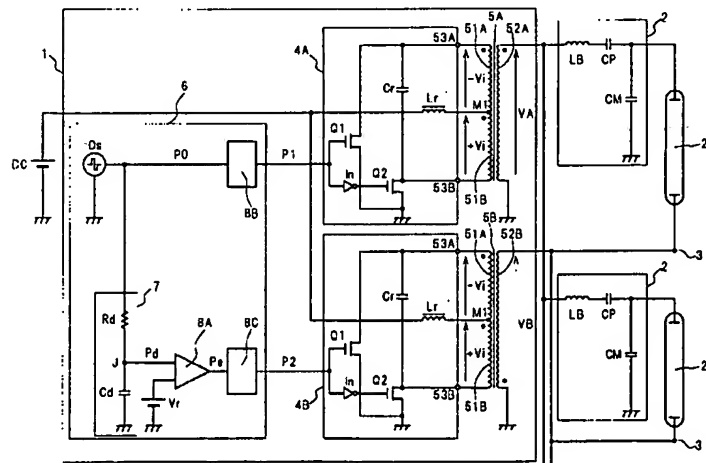 1
6
DC
Os
P0
BB
P1
7
Rd
J
Pd
Cd
8A
Vr
Pe
BC
P2
4A
Cr
Lr
Q1
In
Q2
53A
51A
5A
52A
-Vi
M1
+Vi
VA
53B
51B
5B
4B
Cr
Lr
Q1
In
Q2
53A
51A
52B
-Vi
M1
+Vi
VB
53B
51B
2
LB
CP
CM
2
3
2
LB
CP
CM
2
3